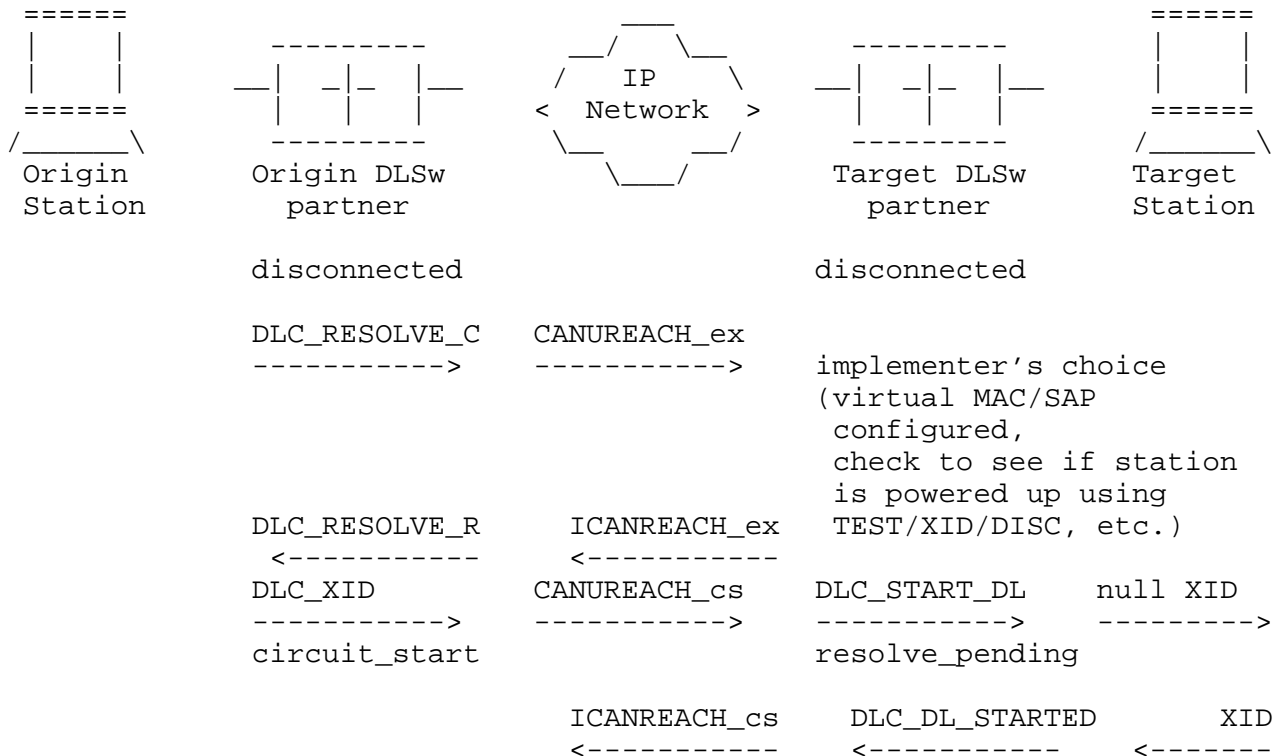 IP
Network
Origin Origin DLSw Target DLSw Target
Station partner partner Station
disconnected disconnected
DLC_RESOLVE_C CANUREACH_ex
-----------> -----------> implementer's choice
(virtual MAC/SAP
configured,
check to see if station
is powered up using
DLC_RESOLVE_R ICANREACH_ex TEST/XID/DISC, etc.)
<----------- <-----------
DLC_XID CANUREACH_cs DLC_START_DL null XID
-----------> -----------> -----------> --------->
circuit_start resolve_pending
ICANREACH_cs DLC_DL_STARTED XID
<----------- <----------- <-------